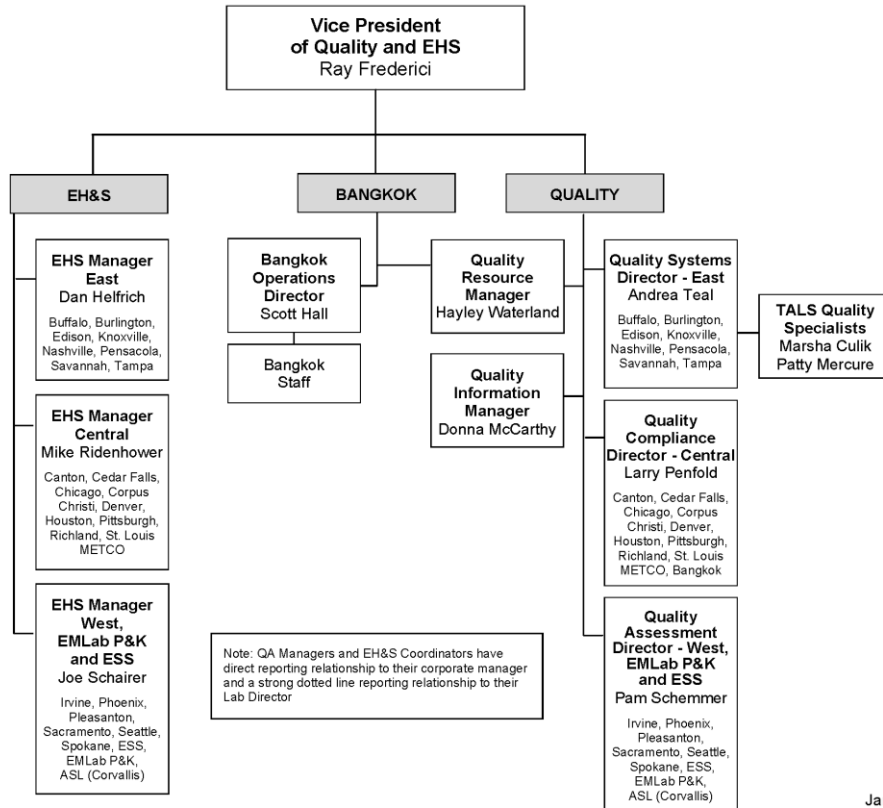 Vice President
of Quality and EHS
Ray Frederici
EH&S
BANGKOK
QUALITY
EHS Manager
East
Dan Helfrich
Buffalo, Burlington,
Edison, Knoxville,
Nashville, Pensacola,
Savannah, Tampa
EHS Manager
Central
Mike Ridenhower
Canton, Cedar Falls,
Chicago, Corpus
Christi, Denver,
Houston, Pittsburgh,
Richland, St. Louis
METCO
EHS Manager
West,
EMLab P&K
and ESS
Joe Schairer
Irvine, Phoenix,
Pleasanton,
Sacramento, Seattle,
Spokane, ESS,
EMLab P&K,
ASL (Corvallis)
Bangkok
Operations
Director
Scott Hall
Bangkok
Staff
Quality
Resource
Manager
Hayley Waterland
Quality
Information
Manager
Donna McCarthy
Quality Systems
Director - East
Andrea Teal
Buffalo, Burlington,
Edison, Knoxville,
Nashville, Pensacola,
Savannah, Tampa
TALS Quality
Specialists
Marsha Culik
Patty Mercure
Quality
Compliance
Director - Central
Larry Penfold
Canton, Cedar Falls,
Chicago, Corpus
Christi, Denver,
Houston, Pittsburgh,
Richland, St. Louis
METCO, Bangkok
Quality
Assessment
Director - West,
EMLab P&K
and ESS
Pam Schemmer
Irvine, Phoenix,
Pleasanton,
Sacramento, Seattle,
Spokane, ESS,
EMLab P&K,
ASL (Corvallis)
Note: QA Managers and EH&S Coordinators have
direct reporting relationship to their corporate manager
and a strong dotted line reporting relationship to their
Lab Director
Ja